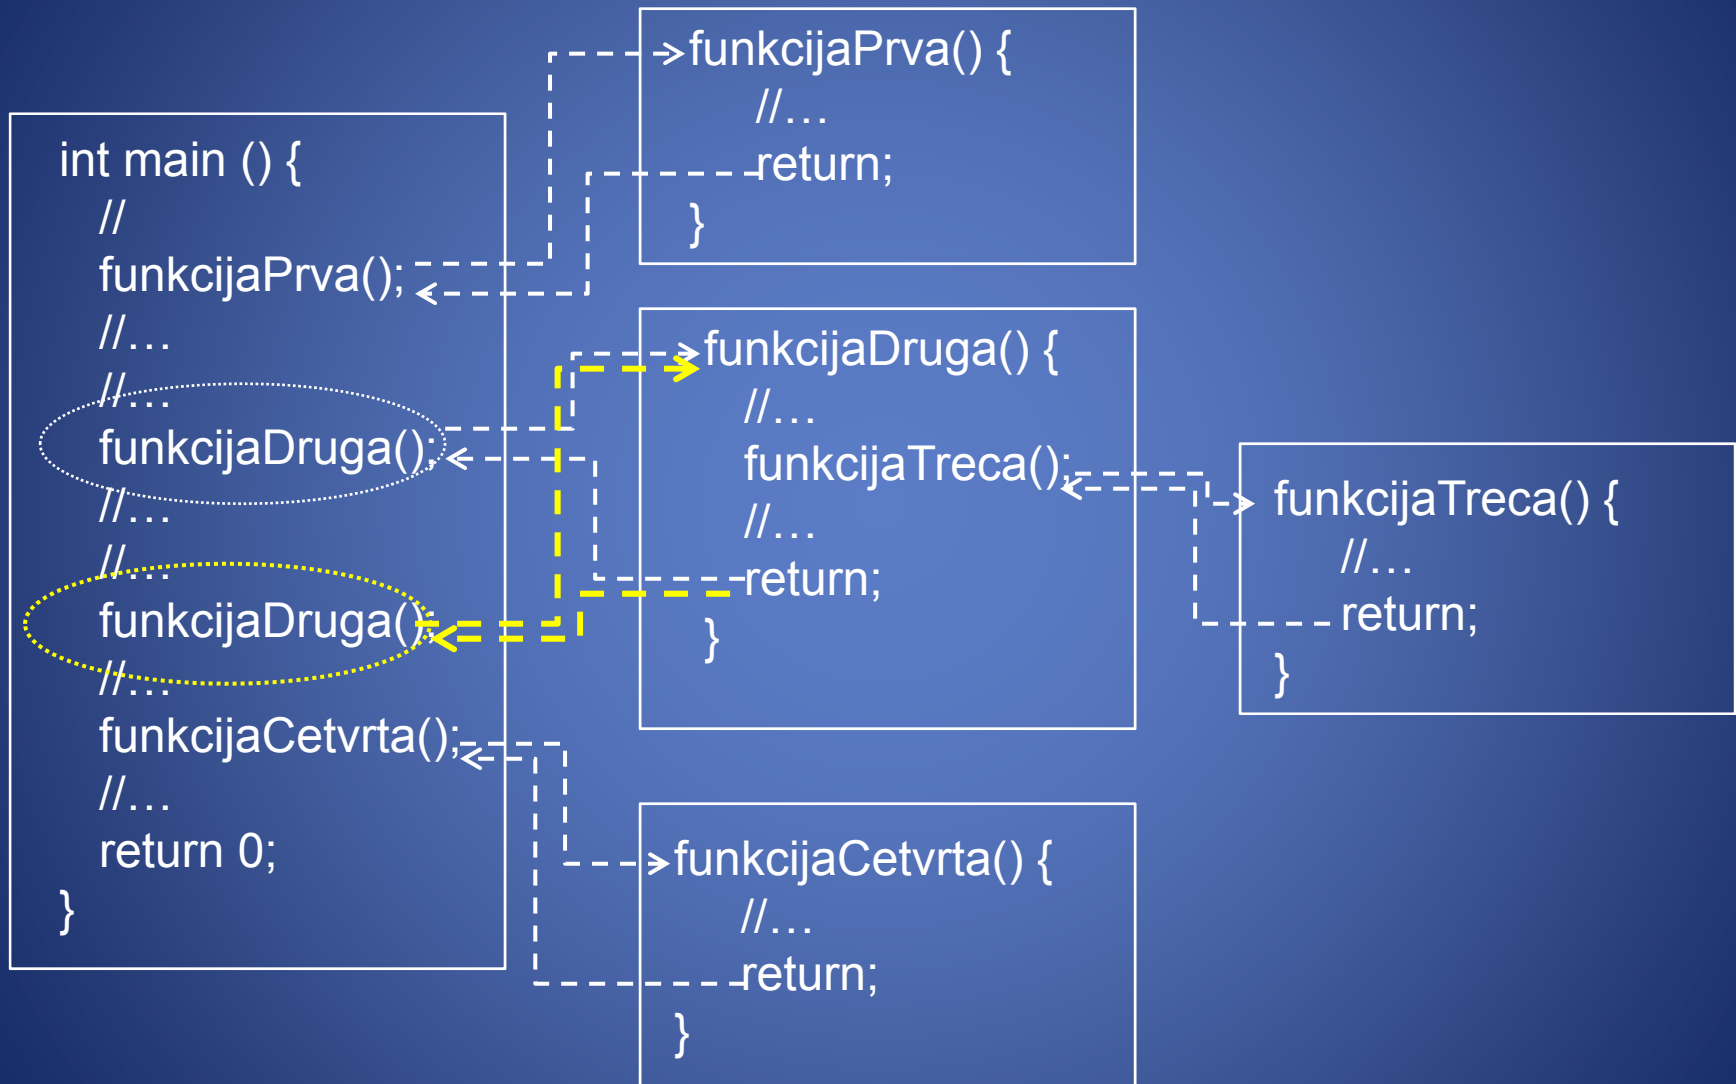 int main () {
//
funkcijaPrva();
//…
//…
funkcijaDruga();
//…
//…
funkcijaDruga();
//…
funkcijaCetvrta();
//…
return 0;
}
funkcijaPrva() {
//…
return;
}
funkcijaDruga() {
//…
funkcijaTreca();
//…
return;
}
funkcijaTreca() {
//…
return;
}
funkcijaCetvrta() {
//…
return;
}